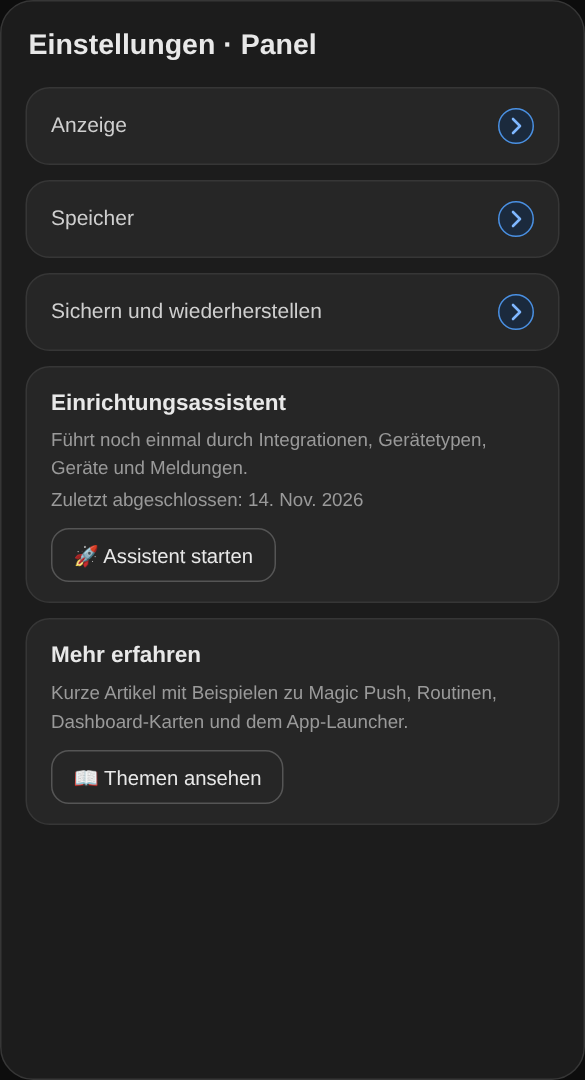 Einstellungen · Panel
Anzeige
Speicher
Sichern und wiederherstellen
Einrichtungsassistent
Führt noch einmal durch Integrationen, Gerätetypen,
Geräte und Meldungen.
Zuletzt abgeschlossen: 14. Nov. 2026
🚀 Assistent starten
Mehr erfahren
Kurze Artikel mit Beispielen zu Magic Push, Routinen,
Dashboard-Karten und dem App-Launcher.
📖 Themen ansehen